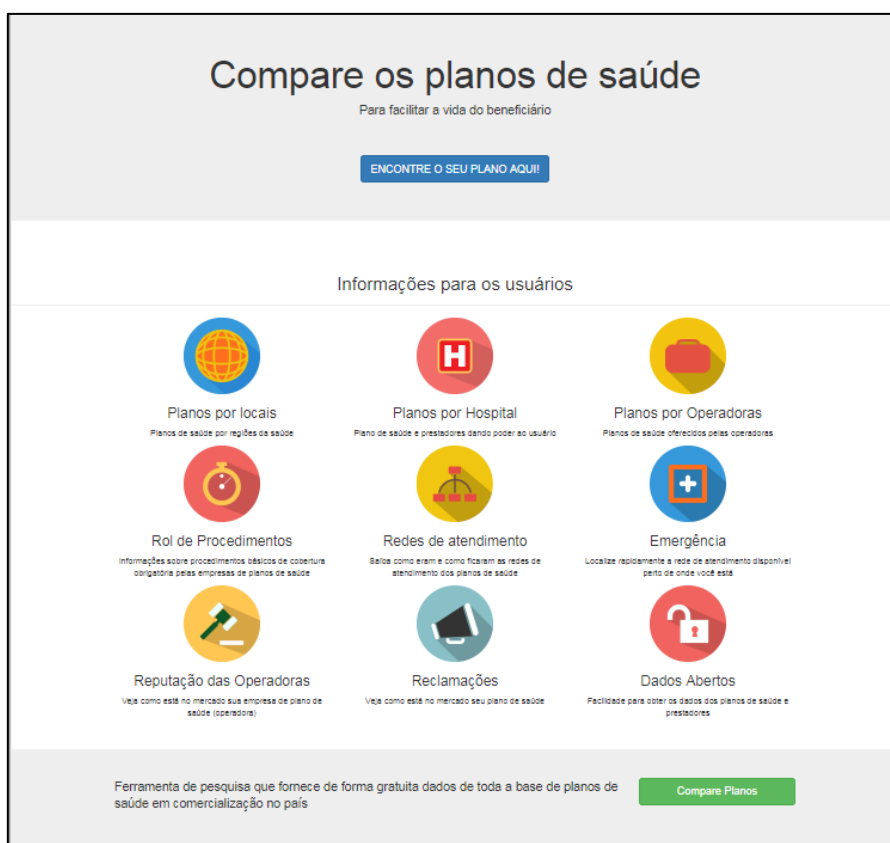 Compare os planos de saúde
Para facilitar a vida do beneficiário
ENCONTRE O SEU PLANO AQUI!
Informações para os usuários
H
Planos por locais
Planos de saúde por regiões da saúde
Planos por Hospital
Plano de saúde e prestadores dando poder ao usuário
Planos por Operadoras
Planos de saúde oferecidos pelas operadoras
Rol de Procedimentos
Informações sobre procedimentos básicos de cobertura
obrigatória pelas empresas de planos de saúde
Redes de atendimento
Saiba como eram e como ficaram as redes de
atendimento dos planos de saúde
Emergência
Localize rapidamente a rede de atendimento disponível
perto de onde você está
Reputação das Operadoras
Veja como está no mercado sua empresa de plano de
saúde (operadora)
Reclamações
Veja como está no mercado seu plano de saúde
Dados Abertos
Facilidade para obter os dados dos planos de saúde e
prestadores
Ferramenta de pesquisa que fornece de forma gratuita dados de toda a base de planos de
saúde em comercialização no país
Compare Planos